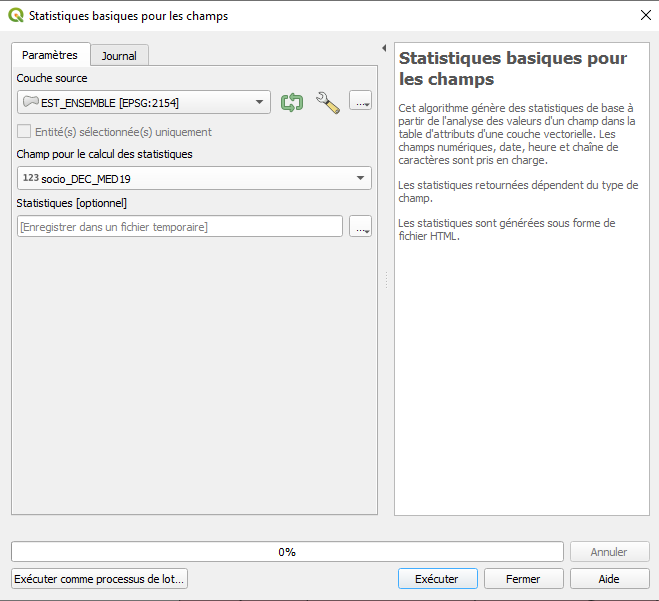 Statistiques basiques pour les champs
Paramètres
Journal
Couche source
EST_ENSEMBLE [EPSG:2154]
...
Entité(s) sélectionnée(s) uniquement
Champ pour le calcul des statistiques
123 socio_DEC_MED19
Statistiques [optionnel]
[Enregistrer dans un fichier temporaire]
...
Statistiques basiques pour
les champs
Cet algorithme génère des statistiques de base à
partir de l'analyse des valeurs d'un champ dans la
table d'attributs d'une couche vectorielle. Les
champs numériques, date, heure et chaîne de
caractères sont pris en charge.
Les statistiques retournées dépendent du type de
champ.
Les statistiques sont générées sous forme de
fichier HTML.
0%
Annuler
Exécuter comme processus de lot...
Exécuter
Fermer
Aide